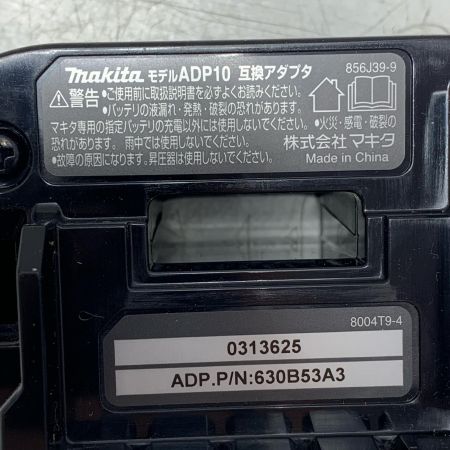 makita モデルADP10 互換アダプタ 856J39-9
⚠警告 ●ご使用前に取扱説明書を必ずよくお読みください。
●バッテリの液漏れ・発熱・破裂の恐れがあります。
マキタ専用の指定バッテリの充電以外には使用しないでください。 ●火災・感電・破裂の
恐れがあります。 雨中では使用しないでください。
●故障の原因になります。昇圧器は使用しないでください。
株式会社 マキタ
Made in China
8004T9-4
0313625
ADP.P/N:630B53A3